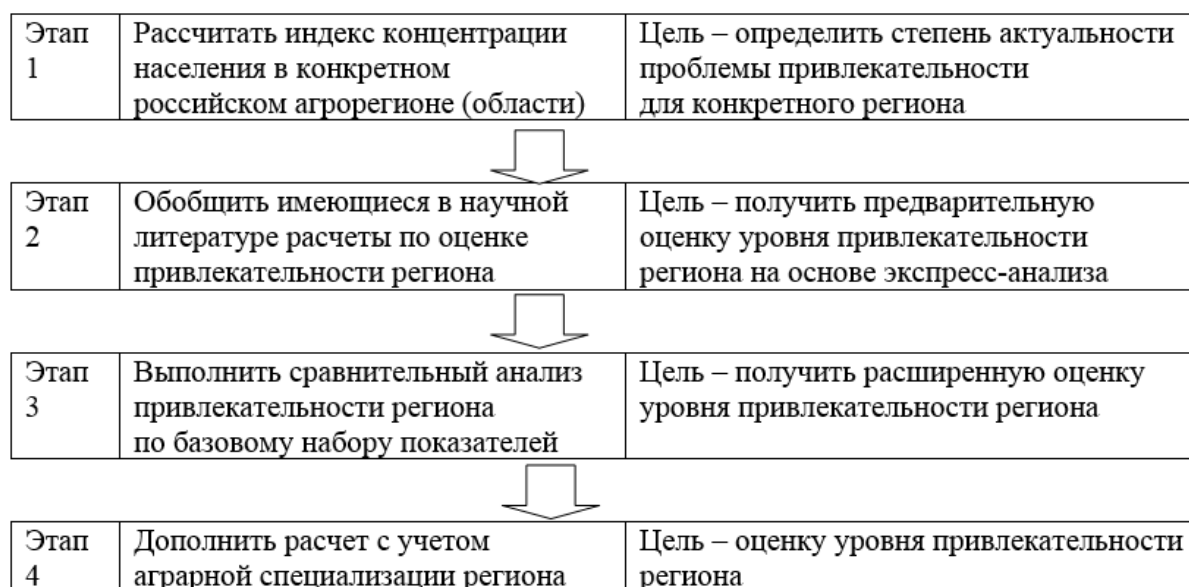 Этап
1
Рассчитать индекс концентрации
населения в конкретном
российском агрорегионе (области)
Цель – определить степень актуальности
проблемы привлекательности
для конкретного региона
Этап
2
Обобщить имеющиеся в научной
литературе расчеты по оценке
привлекательности региона
Цель – получить предварительную
оценку уровня привлекательности
региона на основе экспресс-анализа
Этап
3
Выполнить сравнительный анализ
привлекательности региона
по базовому набору показателей
Цель – получить расширенную оценку
уровня привлекательности региона
Этап
4
Дополнить расчет с учетом
аграрной специализации региона
Цель – оценку уровня привлекательности
региона